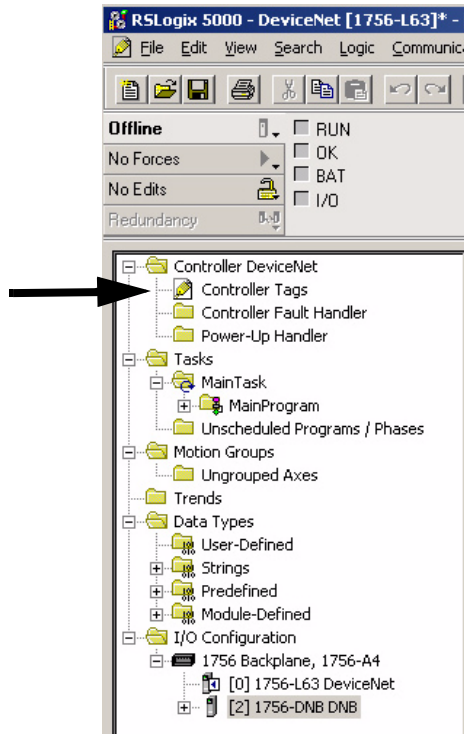 RSLogix 5000 - DeviceNet [1756-L63]* -
File Edit View Search Logic
Offline RUN
No Forces OK
No Edits BAT
I/O
Redundancy
Controller DeviceNet
Controller Tags
Controller Fault Handler
Power-Up Handler
Tasks
MainTask
MainProgram
Unscheduled Programs / Phases
Motion Groups
Ungrouped Axes
Trends
Data Types
User-Defined
Strings
Predefined
Module-Defined
I/O Configuration
1756 Backplane, 1756-A4
[0] 1756-L63 DeviceNet
[2] 1756-DNB DNB